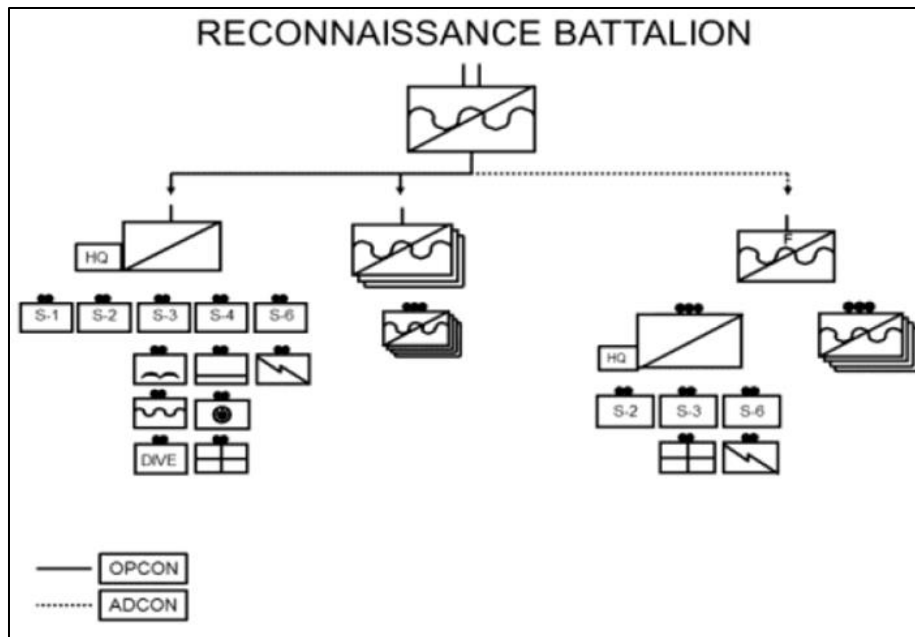 RECONNAISSANCE BATTALION
F
HQ
S-1 S-2 S-3 S-4 S-6
HQ
S-2 S-3 S-6
DIVE
OPCON
ADCON